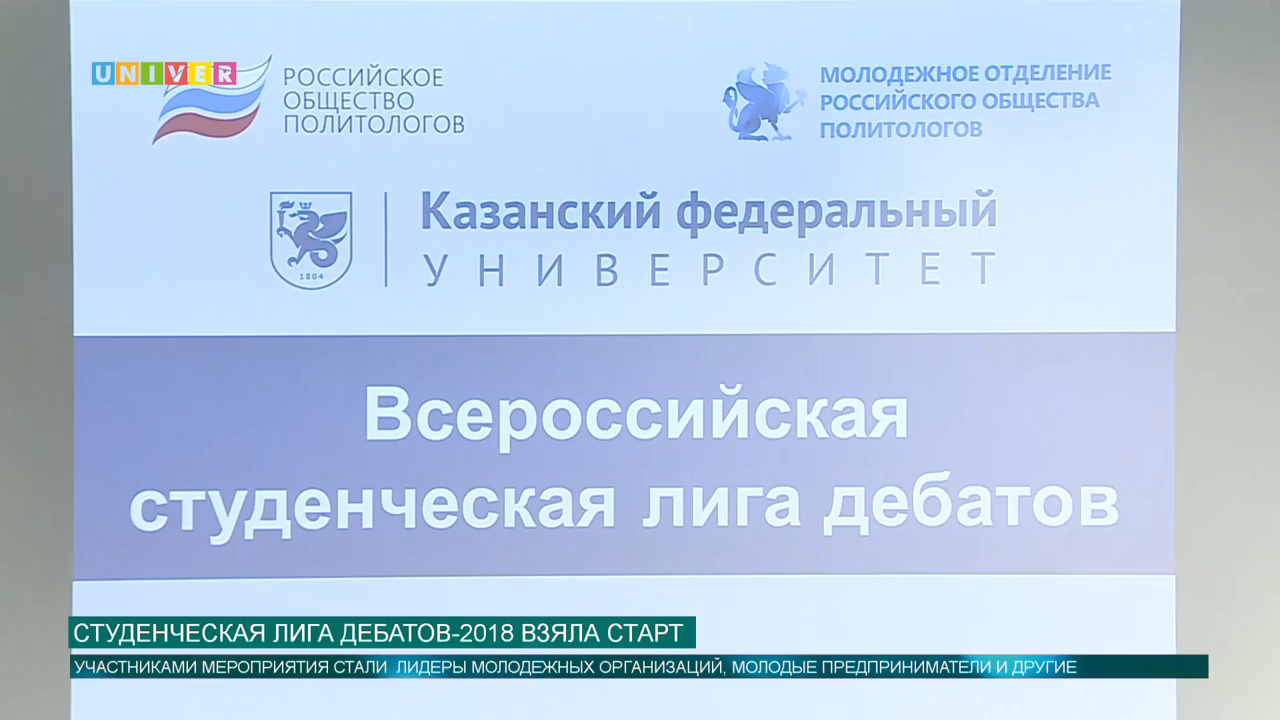 UNIVER
РОССИЙСКОЕ
ОБЩЕСТВО
ПОЛИТОЛОГОВ
МОЛОДЕЖНОЕ ОТДЕЛЕНИЕ
РОССИЙСКОГО ОБЩЕСТВА
ПОЛИТОЛОГОВ
1804
Казанский федеральный
УНИВЕРСИТЕТ
Всероссийская
студенческая лига дебатов
СТУДЕНЧЕСКАЯ ЛИГА ДЕБАТОВ-2018 ВЗЯЛА СТАРТ
УЧАСТНИКАМИ МЕРОПРИЯТИЯ СТАЛИ ЛИДЕРЫ МОЛОДЕЖНЫХ ОРГАНИЗАЦИЙ, МОЛОДЫЕ ПРЕДПРИНИМАТЕЛИ И ДРУГИЕ